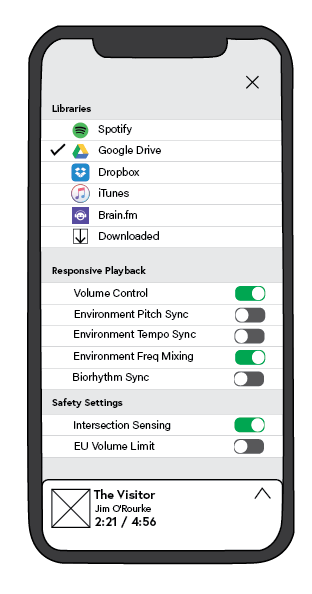 Libraries
Spotify
Google Drive
Dropbox
iTunes
Brain.fm
Downloaded
Responsive Playback
Volume Control
Environment Pitch Sync
Environment Tempo Sync
Environment Freq Mixing
Biorhythm Sync
Safety Settings
Intersection Sensing
EU Volume Limit
The Visitor
Jim O'Rourke
2:21 / 4:56